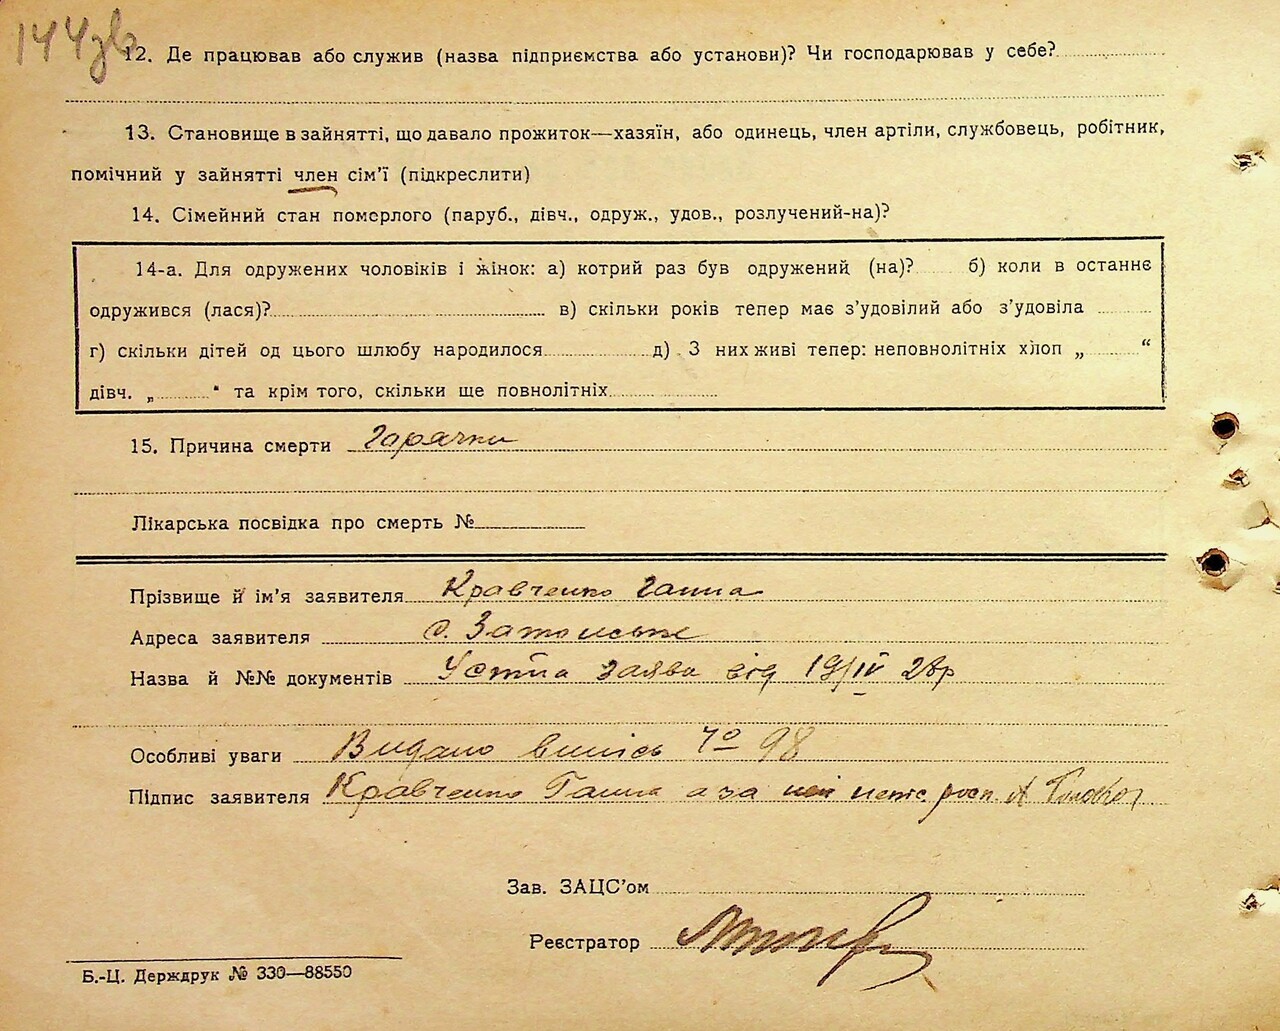 144зв
12. Де працював або служив (назва підприємства або установи)? Чи господарював у себе?
13. Становище в зайнятті, що давало прожиток—хазяїн, або одинець, член артіли, службовець, робітник,
помічний у зайнятті член сім'ї (підкреслити)
14. Сімейний стан померлого (паруб., дівч., одруж., удов., розлучений-на)?
14-а. Для одружених чоловіків і жінок: а) котрий раз був одружений (на)? б) коли в останнє
одружився (лася)? в) скільки років тепер має з'удовілий або з'удовіла
г) скільки дітей од цього шлюбу народилося д) З них живі тепер: неповнолітніх хлоп „ “
дівч. „ “ та крім того, скільки ще повнолітніх
15. Причина смерти Гарячки
Лікарська посвідка про смерть №
Прізвище й ім'я заявителя Кравченко Ганна
Адреса заявителя с. Затонське
Назва й №№ документів Устна заява від 19/IV 28р
Особливі уваги Видано випись Чо 98
Підпис заявителя Кравченко Ганна а за неї непис. росп. А
Зав. ЗАЦС'ом
Реєстратор
Б.-Ц. Держдрук № 330—88550